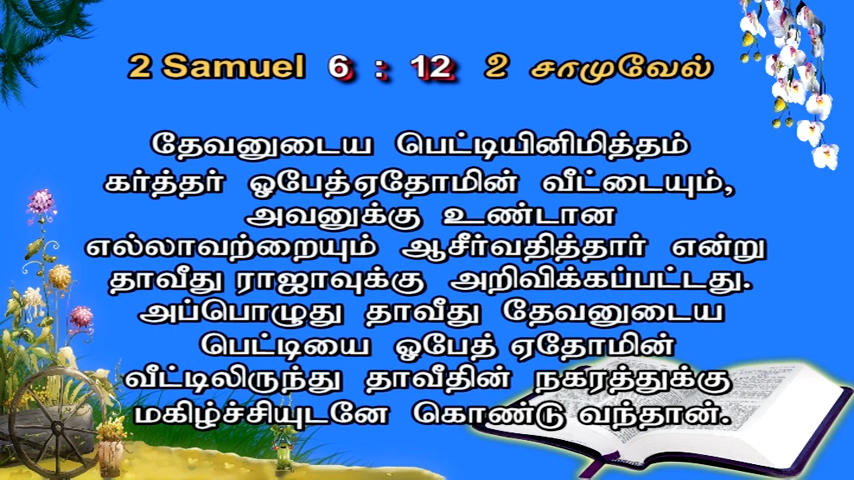 2 Samuel 6 : 12 2 சாமுவேல்
தேவனுடைய பெட்டியினிமித்தம்
கர்த்தர் ஓபேத்ஏதோமின் வீட்டையும்,
அவனுக்கு உண்டான
எல்லாவற்றையும் ஆசீர்வதித்தார் என்று
தாவீது ராஜாவுக்கு அறிவிக்கப்பட்டது.
அப்பொழுது தாவீது தேவனுடைய
பெட்டியை ஓபேத் ஏதோமின்
வீட்டிலிருந்து தாவீதின் நகரத்துக்கு
மகிழ்ச்சியுடனே கொண்டு வந்தான்.